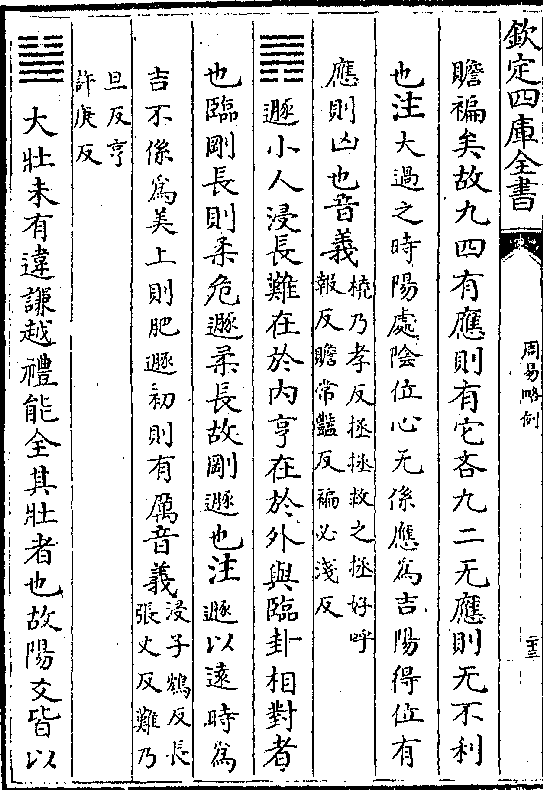 欽定四庫全書
周易略例
二十三
贍褊矣故九四有應則有它吝九二无應則无不利
也注大過之時陽處陰位心无係應為吉陽得位有
應則凶也音義橈乃孝反拯拯救之拯好呼
報反贍常豔反褊必淺反
䷠遯小人浸長難在於内亨在於外與臨卦相對者
也臨剛長則柔危遯柔長故剛遯也注遯以遠時為
吉不係為美上則肥遯初則有厲音義浸子鴆反長
張丈反難乃
旦反亨
許庚反
䷡大壯未有違謙越禮能全其壯者也故陽爻皆以